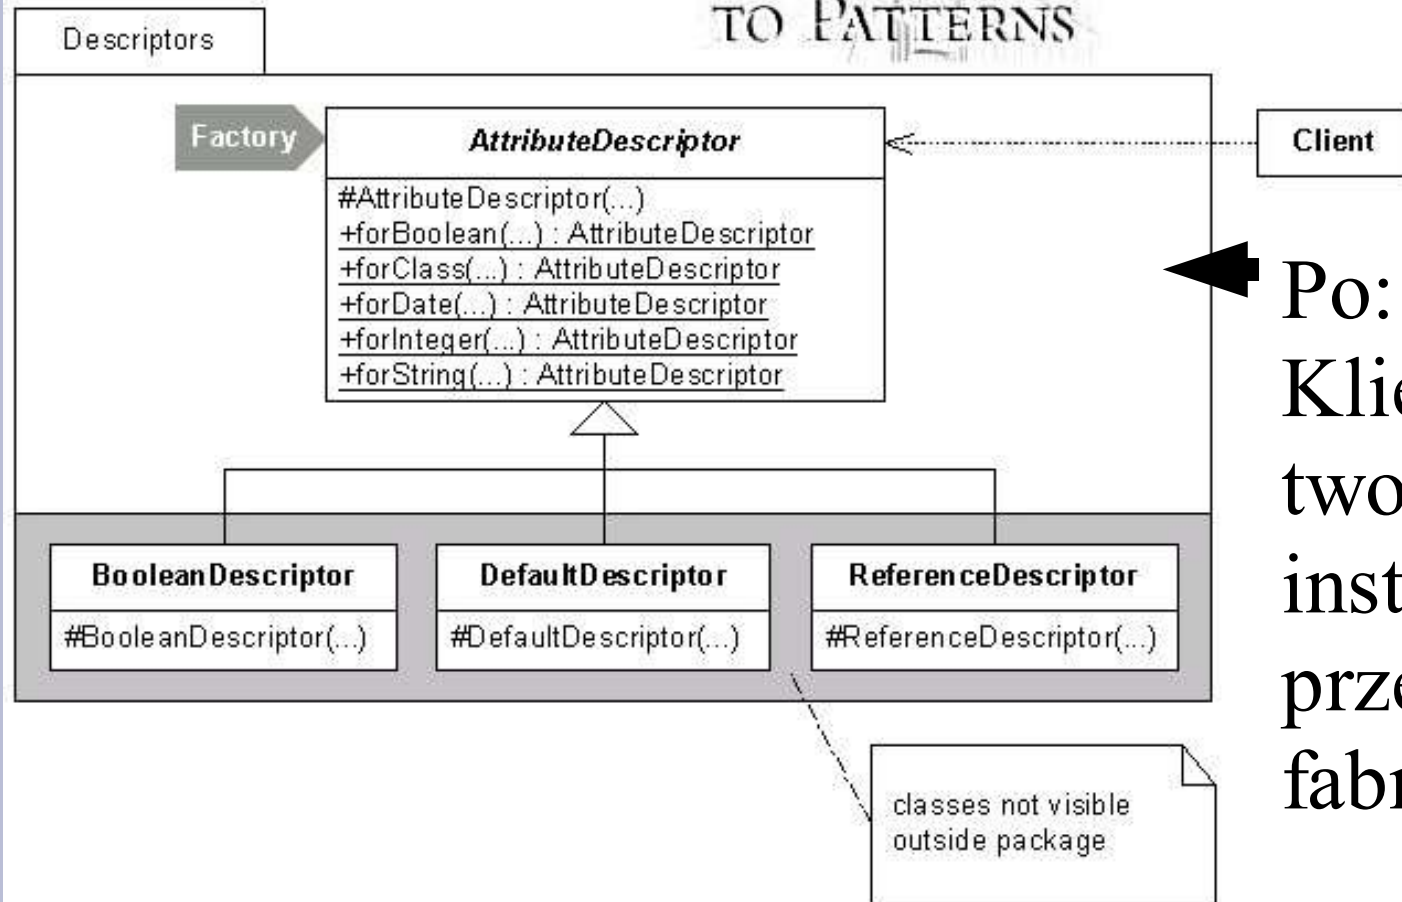 TO PATTERNS
Descriptors
Factory
AttributeDescriptor
Client
#AttributeDescriptor(...)
+forBoolean(...) : AttributeDescriptor
+forClass(...) : AttributeDescriptor
+forDate(...) : AttributeDescriptor
+forInteger(...) : AttributeDescriptor
+forString(...) : AttributeDescriptor
Po:
BooleanDescriptor
#BooleanDescriptor(...)
DefaultDescriptor
#DefaultDescriptor(...)
ReferenceDescriptor
#ReferenceDescriptor(...)
classes not visible
outside package